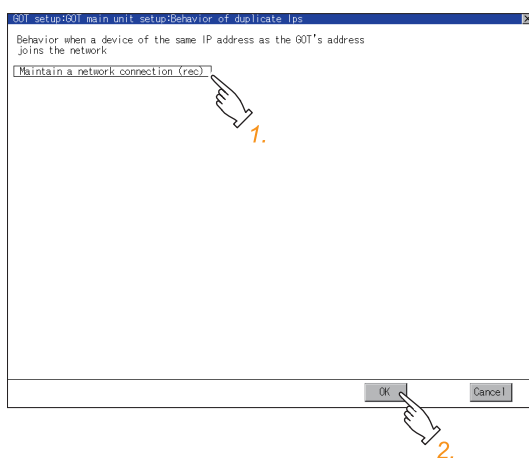 GOT setup:GOT main unit setup:Behavior of duplicate Ips
Behavior when a device of the same IP address as the GOT's address
joins the network
Maintain a network connection (rec)
1.
OK
Cancel
2.